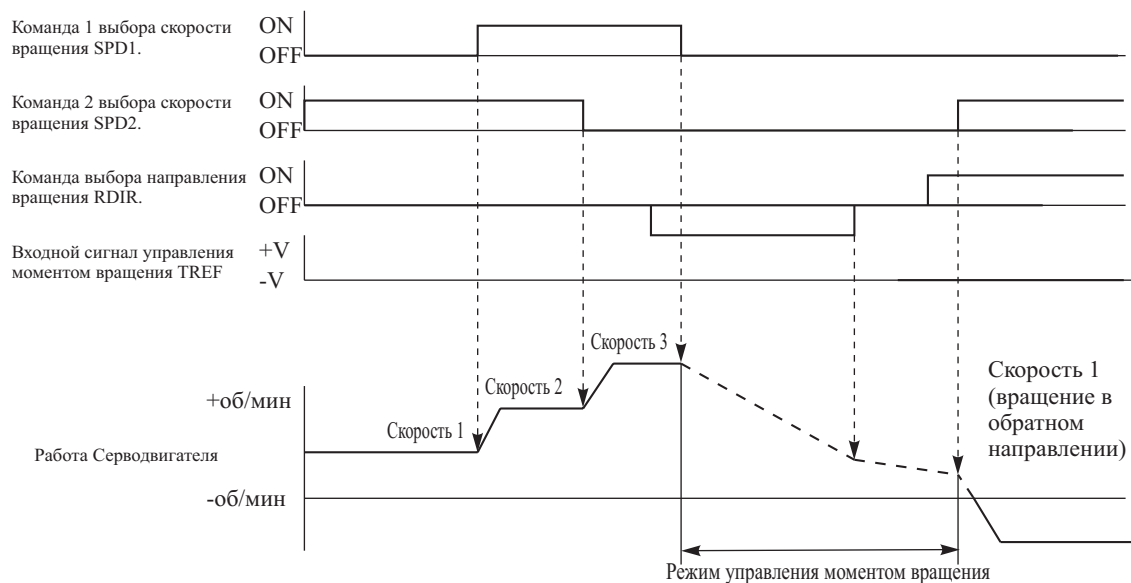 Команда 1 выбора скорости
вращения SPD1.
ON
OFF
Команда 2 выбора скорости
вращения SPD2.
ON
OFF
Команда выбора направления
вращения RDIR.
ON
OFF
Входной сигнал управления
моментом вращения TREF
+V
-V
Скорость 3
Скорость 2
Скорость 1
Скорость 1
(вращение в
обратном
направлении)
+об/мин
Работа Серводвигателя
-об/мин
Режим управления моментом вращения